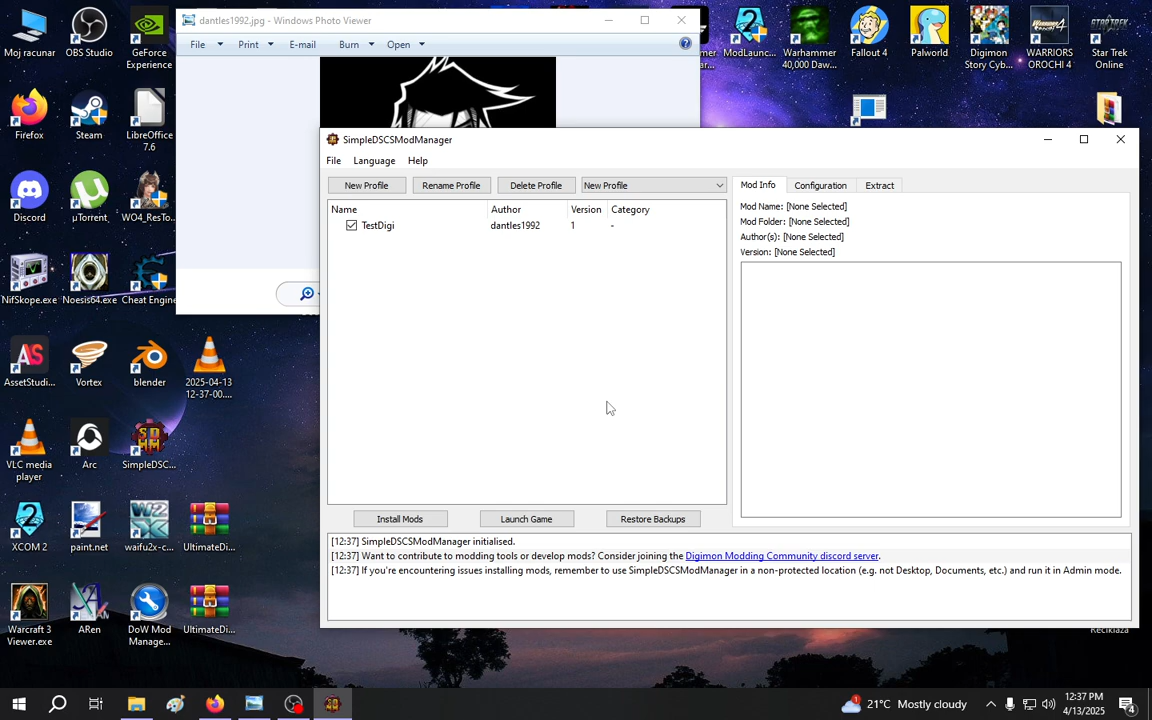 dantles1992.jpg - Windows Photo Viewer
File Print E-mail Burn Open
SimpleDSCSModManager
File Language Help
New Profile Rename Profile Delete Profile New Profile
Mod Info Configuration Extract
Name Author Version Category
TestDigi dantles1992 1 -
Mod Name: [None Selected]
Mod Folder: [None Selected]
Author(s): [None Selected]
Version: [None Selected]
Install Mods Launch Game Restore Backups
[12:37] SimpleDSCSModManager initialised.
[12:37] Want to contribute to modding tools or develop mods? Consider joining the Digimon Modding Community discord server.
[12:37] If you're encountering issues installing mods, remember to use SimpleDSCSModManager in a non-protected location (e.g. not Desktop, Documents, etc.) and run it in Admin mode.
Moj racunar
OBS Studio
GeForce
Experience
ModLaunc...
Warhammer
40,000 Daw...
Fallout 4
Palworld
Digimon
Story Cyb...
WARRIORS
OROCHI 4
Star Trek
Online
Firefox
Steam
LibreOffice
7.6
Discord
µTorrent
WO4_ResTo...
NifSkope.exe
Noesis64.exe
Cheat Engine
AssetStudi...
Vortex
blender
2025-04-13
12-37-00....
VLC media
player
Arc
SimpleDSC...
XCOM 2
paint.net
waifu2x-c...
UltimateDi...
Warcraft 3
Viewer.exe
ARen
DoW Mod
Manage...
UltimateDi...
21°C Mostly cloudy
12:37 PM
4/13/2025
4